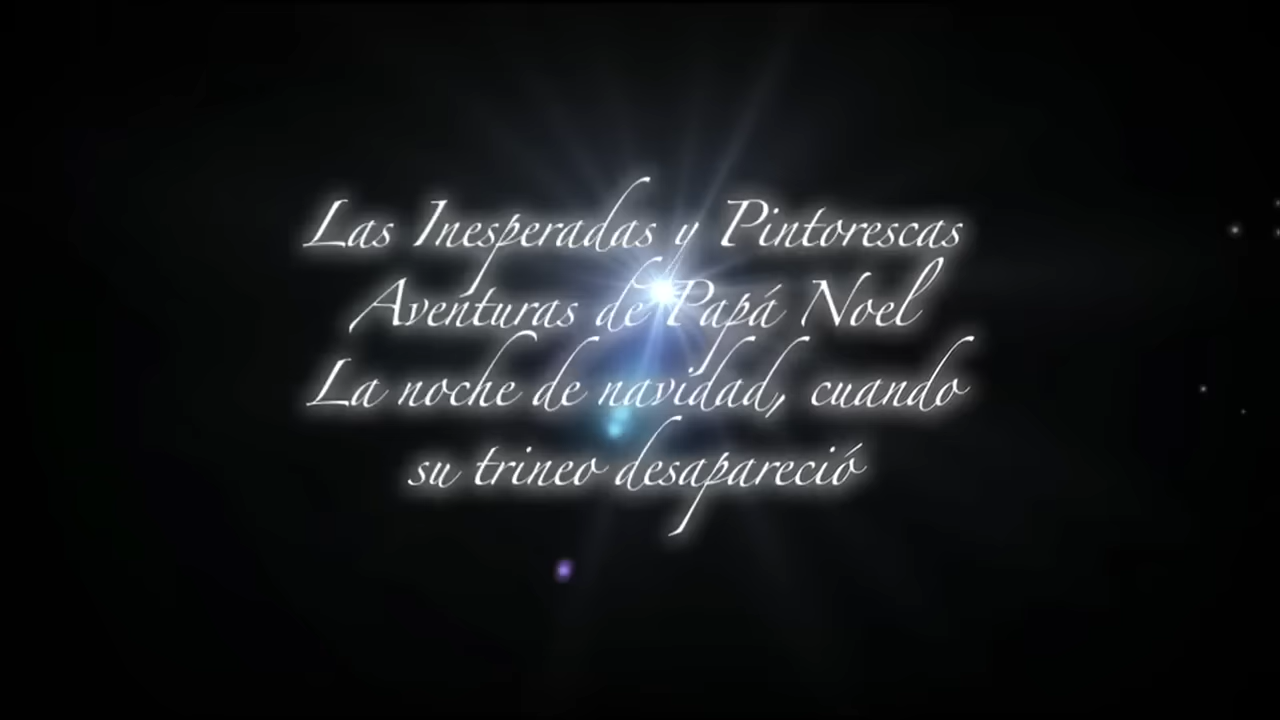 Las Inesperadas y Pintorescas
Aventuras de Papá Noel
La noche de navidad, cuando
su trineo desapareció